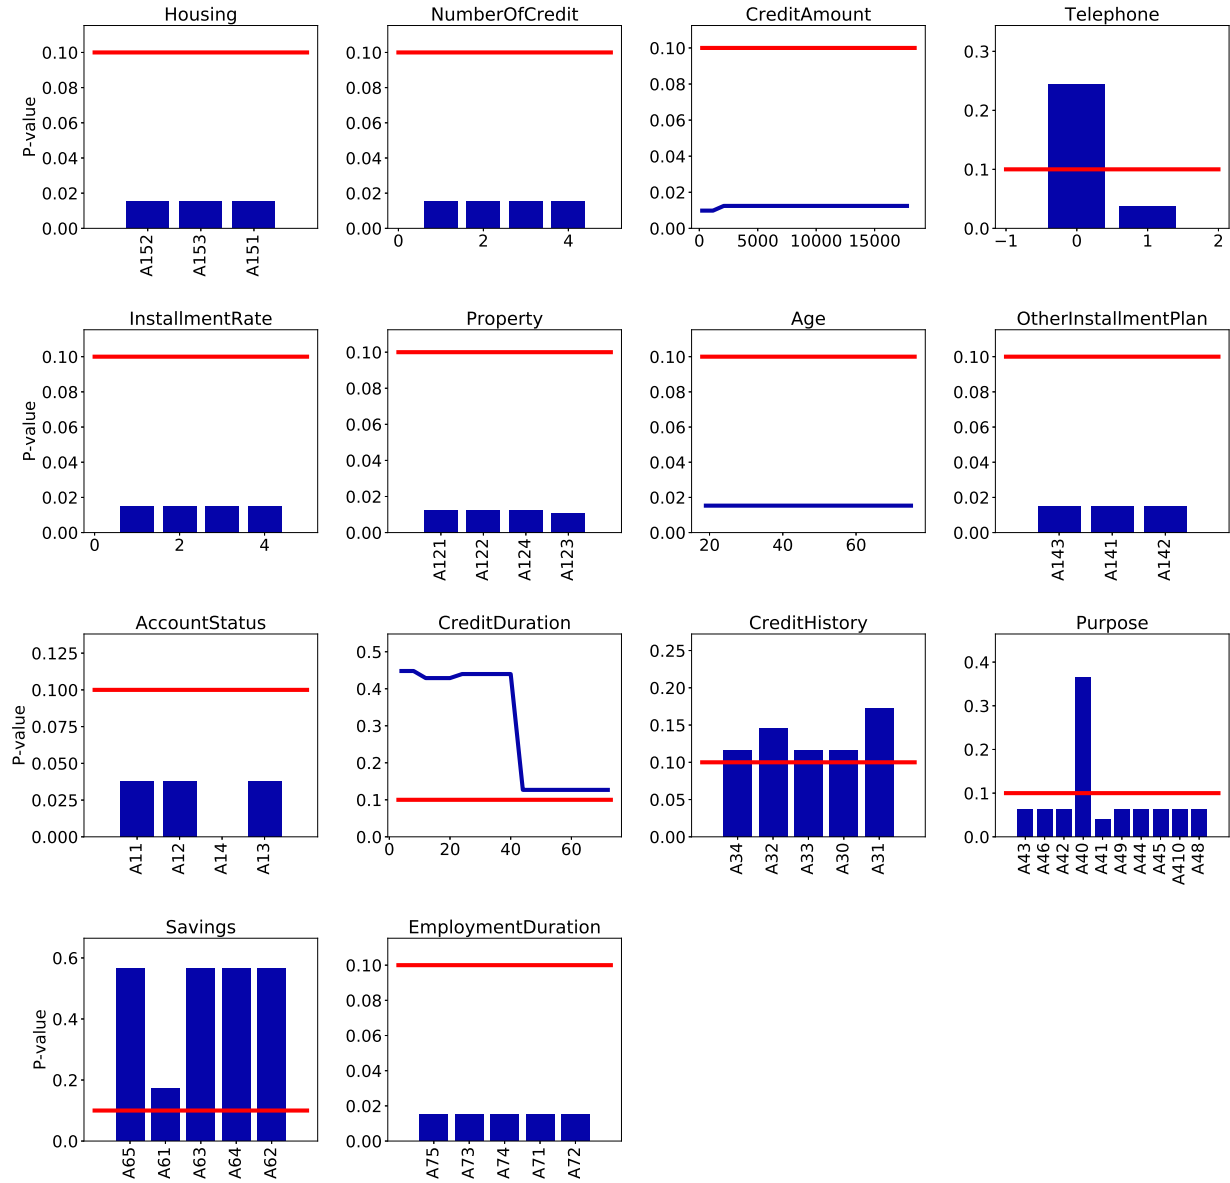 Housing
NumberOfCredit
CreditAmount
Telephone
P-value
0.10
0.08
0.06
0.04
0.02
0.00
A152 A153 A151
0.10
0.08
0.06
0.04
0.02
0.00
0 2 4
0.10
0.08
0.06
0.04
0.02
0.00
0 5000 10000 15000
0.3
0.2
0.1
0.0
−1 0 1 2
InstallmentRate
Property
Age
OtherInstallmentPlan
P-value
0.10
0.08
0.06
0.04
0.02
0.00
0 2 4
0.10
0.08
0.06
0.04
0.02
0.00
A121 A122 A124 A123
0.10
0.08
0.06
0.04
0.02
0.00
20 40 60
0.10
0.08
0.06
0.04
0.02
0.00
A143 A141 A142
AccountStatus
CreditDuration
CreditHistory
Purpose
P-value
0.125
0.100
0.075
0.050
0.025
0.000
A11 A12 A14 A13
0.5
0.4
0.3
0.2
0.1
0.0
0 20 40 60
0.25
0.20
0.15
0.10
0.05
0.00
A34 A32 A33 A30 A31
0.4
0.3
0.2
0.1
0.0
A43 A46 A42 A40 A41 A49 A44 A45 A410 A48
Savings
EmploymentDuration
P-value
0.6
0.4
0.2
0.0
A65 A61 A63 A64 A62
0.10
0.08
0.06
0.04
0.02
0.00
A75 A73 A74 A71 A72